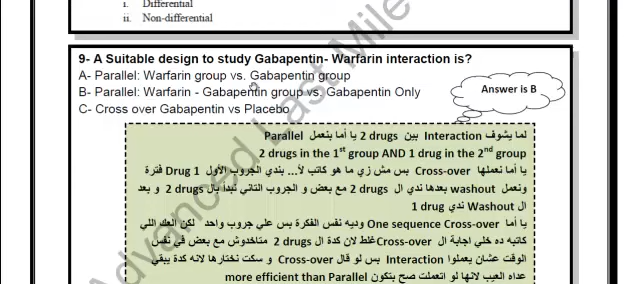 i. Differential
ii. Non-differential
9- A Suitable design to study Gabapentin- Warfarin interaction is?
A- Parallel: Warfarin group vs. Gabapentin group
B- Parallel: Warfarin - Gabapentin group vs. Gabapentin Only
C- Cross over Gabapentin vs Placebo
Answer is B
لما يشوف Interaction بين 2 drugs يا أما بنعمل Parallel
2 drugs in the 1st group AND 1 drug in the 2nd group
يا أما نعملها Cross-over بس مش زي ما هو كاتب لأ... بندي الجروب الأول Drug 1 فترة
ونعمل washout بعدها ندي ال 2 drugs مع بعض و الجروب التاني نبدأ بال 2 drugs و بعد
ال Washout ندي 1 drug
يا أما One sequence Cross-over وديه نفس الفكرة بس علي جروب واحد لكن العك اللي
كاتبه ده خلي اجابة ال Cross-over غلط لان كدة ال 2 drugs متاخدوش مع بعض في نفس
الوقت عشان يعملوا Interaction بس لو قال Cross-over و سكت نختارها لانه كدة يبقي
عداه العيب لأنها لو اتعملت صح بتكون more efficient than Parallel
Advanced Last Mile